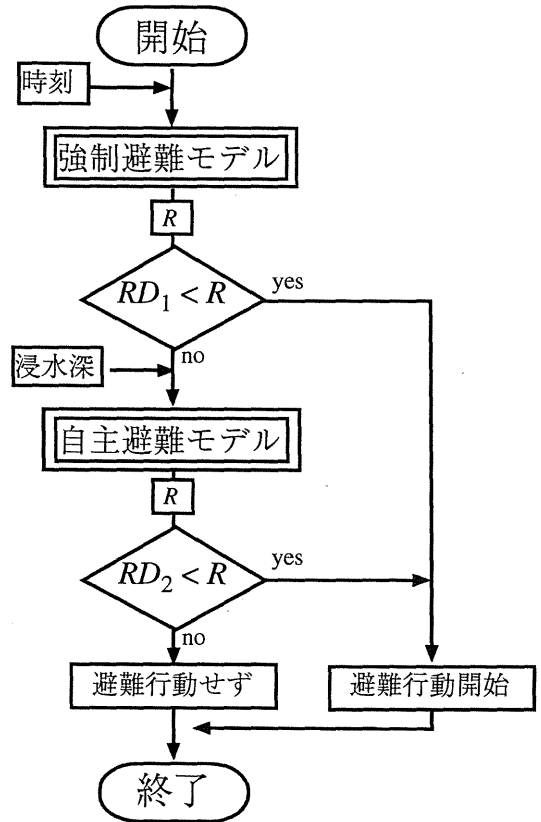 開始
時刻
強制避難モデル
R
RD₁ < R
yes
no
浸水深
自主避難モデル
R
RD₂ < R
yes
no
避難行動せず
避難行動開始
終了